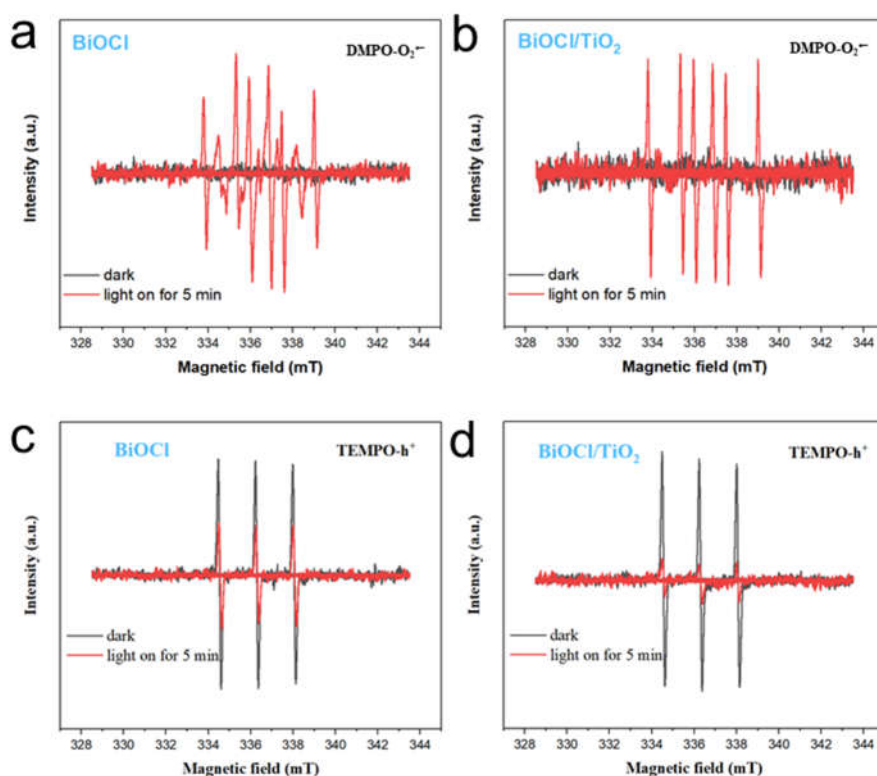 a
BiOCl
DMPO-O₂•−
Intensity (a.u.)
dark
light on for 5 min
328 330 332 334 336 338 340 342 344
Magnetic field (mT)
b
BiOCl/TiO₂
DMPO-O₂•−
Intensity (a.u.)
dark
light on for 5 min
328 330 332 334 336 338 340 342 344
Magnetic field (mT)
c
BiOCl
TEMPO-h⁺
Intensity (a.u.)
dark
light on for 5 min
328 330 332 334 336 338 340 342 344
Magnetic field (mT)
d
BiOCl/TiO₂
TEMPO-h⁺
Intensity (a.u.)
dark
light on for 5 min
328 330 332 334 336 338 340 342 344
Magnetic field (mT)